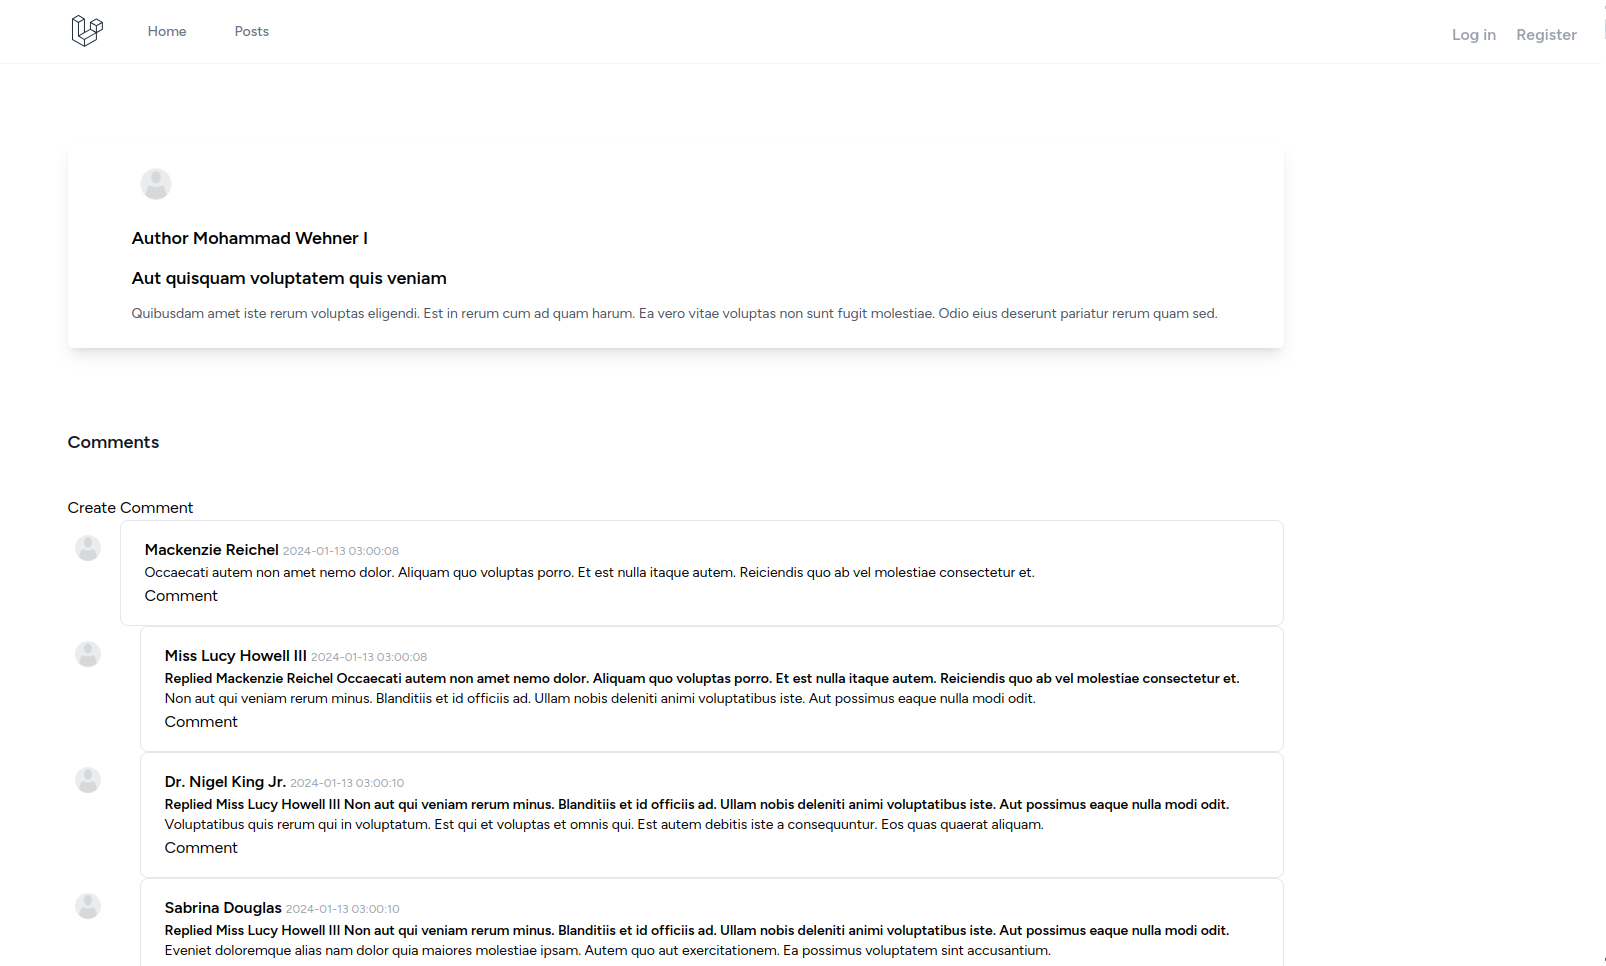 Home
Posts
Log in
Register
Author Mohammad Wehner I
Aut quisquam voluptatem quis veniam
Quibusdam amet iste rerum voluptas eligendi. Est in rerum cum ad quam harum. Ea vero vitae voluptas non sunt fugit molestiae. Odio eius deserunt pariatur rerum quam sed.
Comments
Create Comment
Mackenzie Reichel 2024-01-13 03:00:08
Occaecati autem non amet nemo dolor. Aliquam quo voluptas porro. Et est nulla itaque autem. Reiciendis quo ab vel molestiae consectetur et.
Comment
Miss Lucy Howell III 2024-01-13 03:00:08
Replied Mackenzie Reichel Occaecati autem non amet nemo dolor. Aliquam quo voluptas porro. Et est nulla itaque autem. Reiciendis quo ab vel molestiae consectetur et.
Non aut qui veniam rerum minus. Blanditiis et id officiis ad. Ullam nobis deleniti animi voluptatibus iste. Aut possimus eaque nulla modi odit.
Comment
Dr. Nigel King Jr. 2024-01-13 03:00:10
Replied Miss Lucy Howell III Non aut qui veniam rerum minus. Blanditiis et id officiis ad. Ullam nobis deleniti animi voluptatibus iste. Aut possimus eaque nulla modi odit.
Voluptatibus quis rerum qui in voluptatum. Est qui et voluptas et omnis qui. Est autem debitis iste a consequuntur. Eos quas quaerat aliquam.
Comment
Sabrina Douglas 2024-01-13 03:00:10
Replied Miss Lucy Howell III Non aut qui veniam rerum minus. Blanditiis et id officiis ad. Ullam nobis deleniti animi voluptatibus iste. Aut possimus eaque nulla modi odit.
Eveniet doloremque alias nam dolor quia maiores molestiae ipsam. Autem quo aut exercitationem. Ea possimus voluptatem sint accusantium.